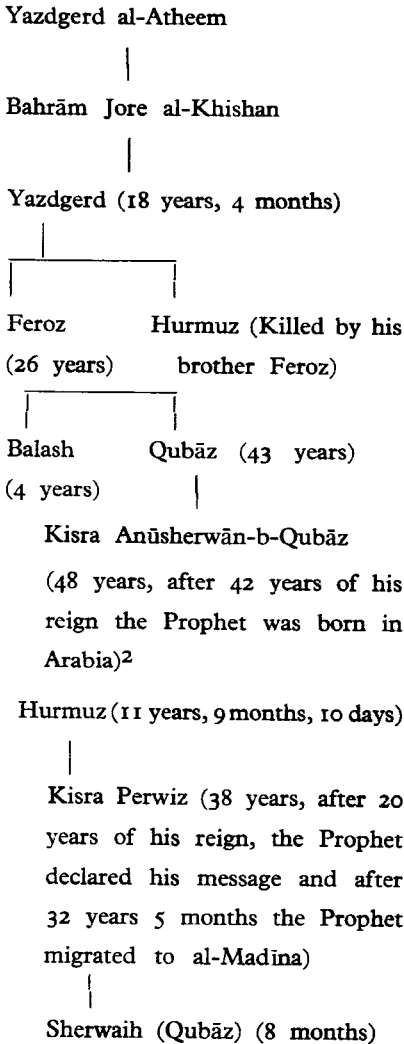 Yazdgerd al-Atheem
Bahrām Jore al-Khishan
Yazdgerd (18 years, 4 months)
Feroz Hurmuz (Killed by his
(26 years) brother Feroz)
Balash Qubāz (43 years)
(4 years)
Kisra Anūsherwān-b-Qubāz
(48 years, after 42 years of his
reign the Prophet was born in
Arabia)2
Hurmuz (11 years, 9 months, 10 days)
Kisra Perwiz (38 years, after 20
years of his reign, the Prophet
declared his message and after
32 years 5 months the Prophet
migrated to al-Madīna)
Sherwaih (Qubāz) (8 months)